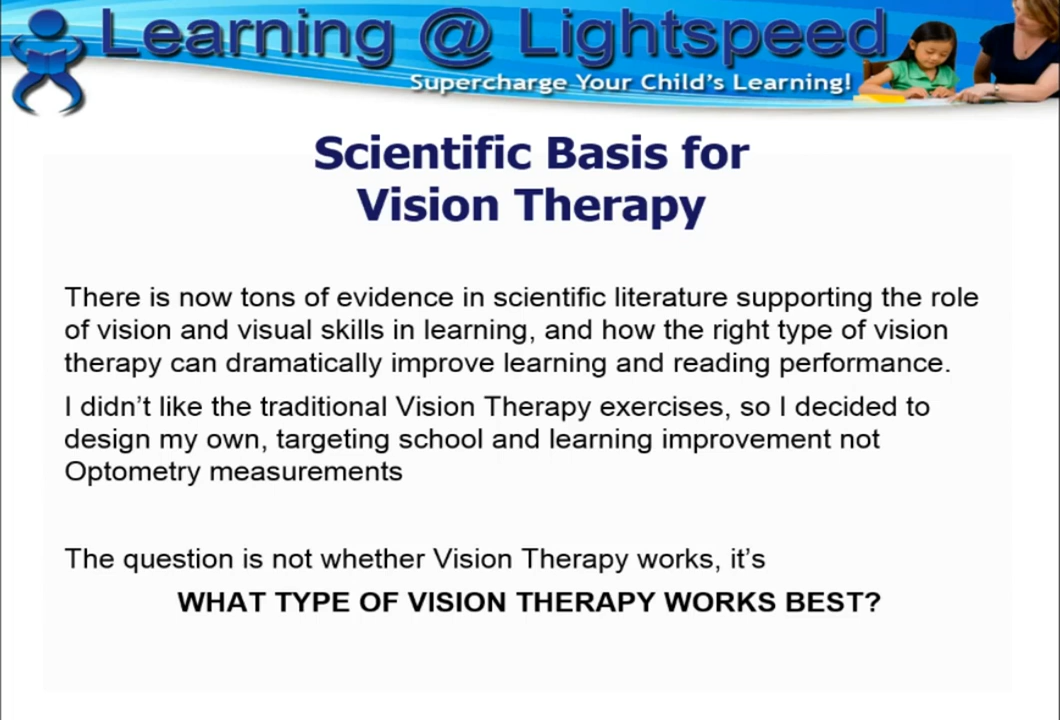 Learning @ Lightspeed
Supercharge Your Child's Learning!
Scientific Basis for
Vision Therapy
There is now tons of evidence in scientific literature supporting the role
of vision and visual skills in learning, and how the right type of vision
therapy can dramatically improve learning and reading performance.
I didn't like the traditional Vision Therapy exercises, so I decided to
design my own, targeting school and learning improvement not
Optometry measurements
The question is not whether Vision Therapy works, it's
WHAT TYPE OF VISION THERAPY WORKS BEST?